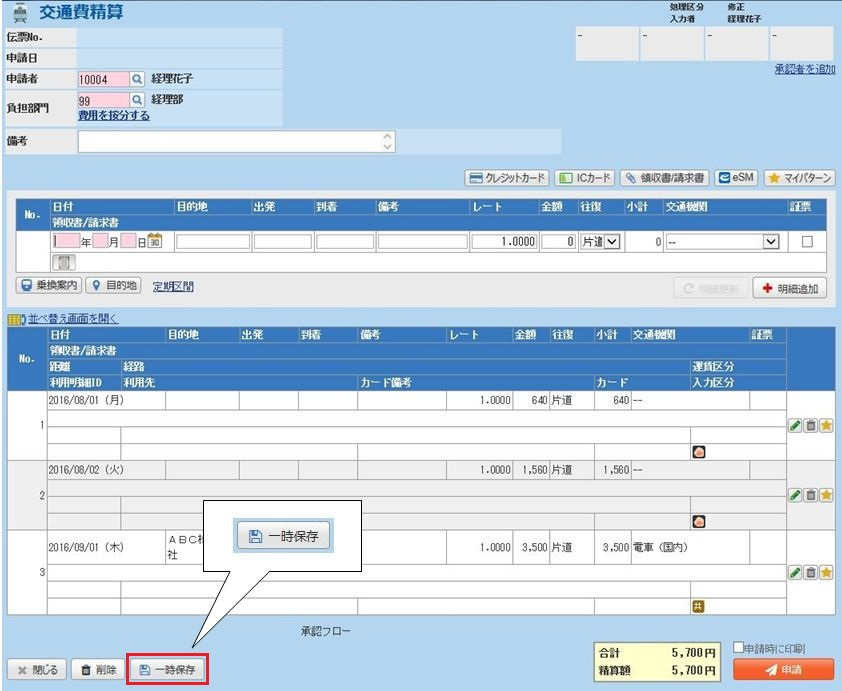 交通費精算
処理区分 修正
入力者 経理花子
伝票No.
- - - -
申請日
承認者を追加
申請者 10004 経理花子
負担部門 99 経理部
費用を按分する
備考
クレジットカード ICカード 領収書/請求書 eSM マイパターン
No. 日付 目的地 出発 到着 備考 レート 金額 往復 小計 交通機関 証票
領収書/請求書
年 月 日 1.0000 0 片道 0 --
乗換案内 目的地 定期区間 明細更新 明細追加
並べ替え画面を開く
No. 日付 目的地 出発 到着 備考 レート 金額 往復 小計 交通機関 証票
領収書/請求書
距離 経路 運賃区分
利用明細ID 利用先 カード備考 カード 入力区分
2016/08/01 (月) 1.0000 640 片道 640 --
1
2016/08/02 (火) 1.0000 1,560 片道 1,560 --
2
一時保存
2016/09/01 (木) ABC株 1.0000 3,500 片道 3,500 電車 (国内)
社
3
共
承認フロー
合計 5,700円
精算額 5,700円
申請時に印刷
閉じる 削除 一時保存 申請